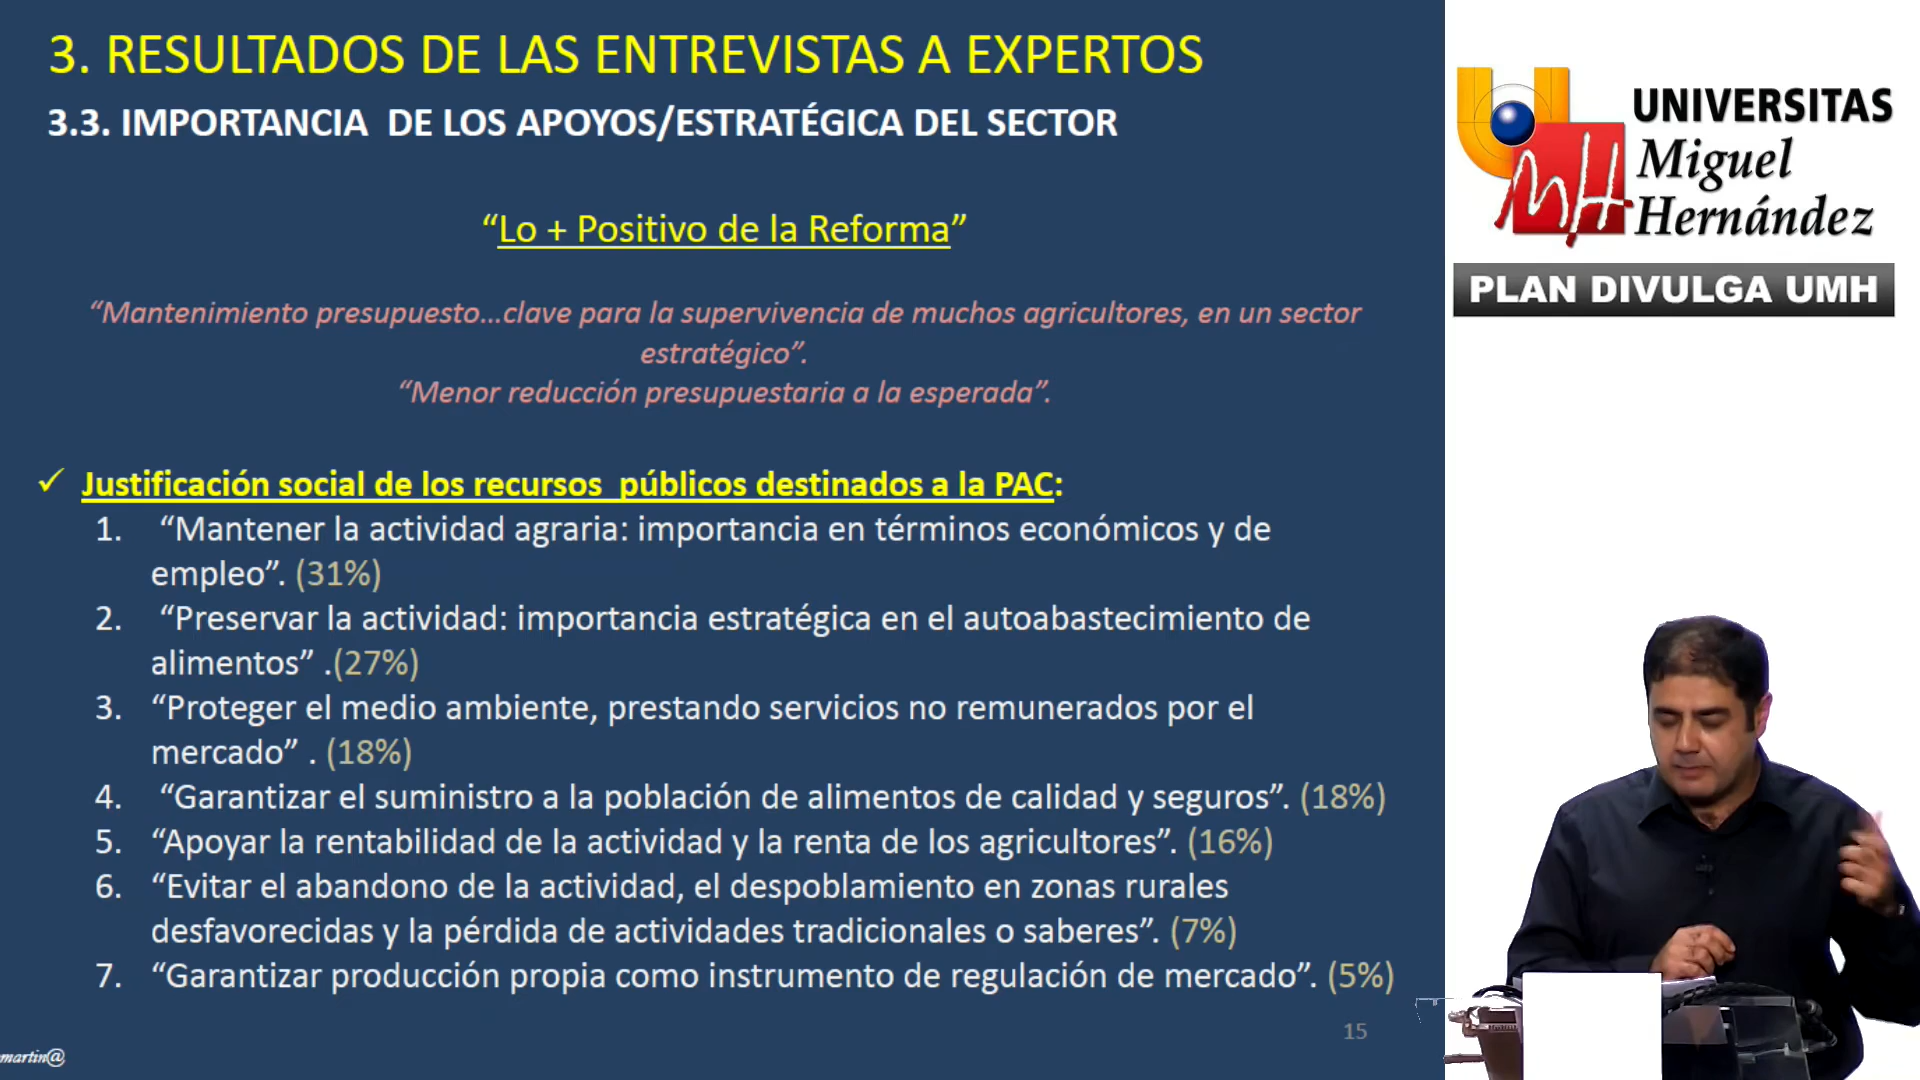 3. RESULTADOS DE LAS ENTREVISTAS A EXPERTOS
3.3. IMPORTANCIA DE LOS APOYOS/ESTRATÉGICA DEL SECTOR
“Lo + Positivo de la Reforma”
“Mantenimiento presupuesto...clave para la supervivencia de muchos agricultores, en un sector
estratégico”.
“Menor reducción presupuestaria a la esperada”.
✓ Justificación social de los recursos públicos destinados a la PAC:
1. “Mantener la actividad agraria: importancia en términos económicos y de
empleo”. (31%)
2. “Preservar la actividad: importancia estratégica en el autoabastecimiento de
alimentos” .(27%)
3. “Proteger el medio ambiente, prestando servicios no remunerados por el
mercado” . (18%)
4. “Garantizar el suministro a la población de alimentos de calidad y seguros”. (18%)
5. “Apoyar la rentabilidad de la actividad y la renta de los agricultores”. (16%)
6. “Evitar el abandono de la actividad, el despoblamiento en zonas rurales
desfavorecidas y la pérdida de actividades tradicionales o saberes”. (7%)
7. “Garantizar producción propia como instrumento de regulación de mercado”. (5%)
15
martin@
UNIVERSITAS
Miguel
Hernández
MH
PLAN DIVULGA UMH